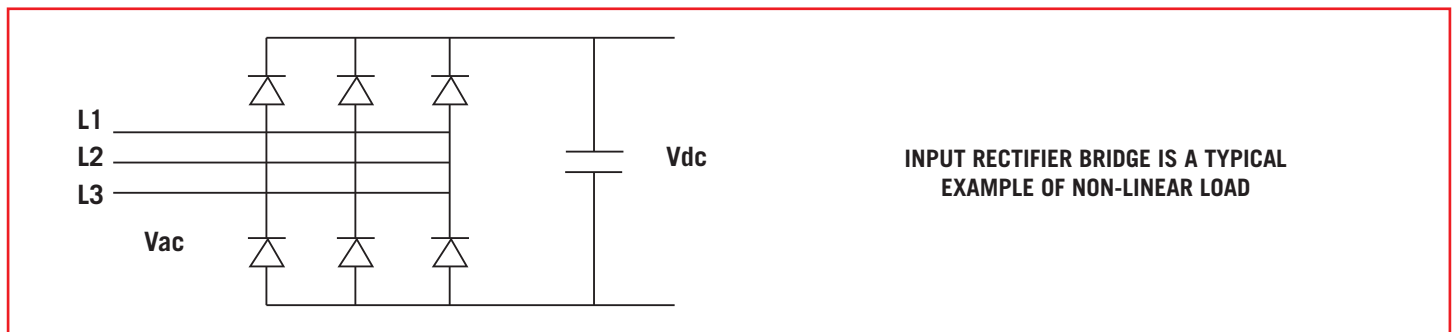 L1
L2
L3
Vac
Vdc
INPUT RECTIFIER BRIDGE IS A TYPICAL
EXAMPLE OF NON-LINEAR LOAD